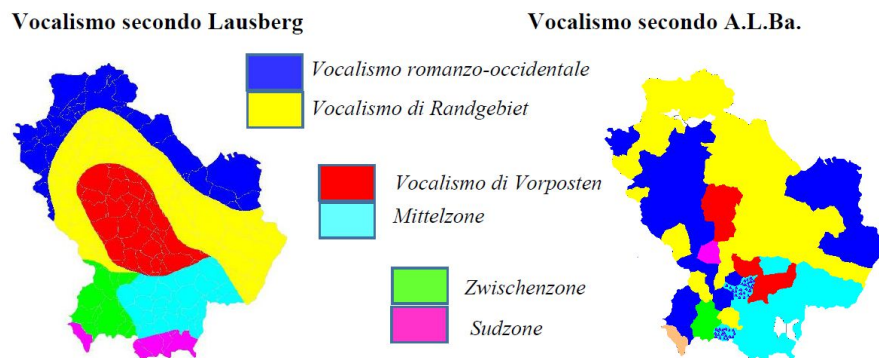 Vocalismo secondo Lausberg
Vocalismo secondo A.L.Ba.
Vocalismo romanzo-occidentale
Vocalismo di Randgebiet
Vocalismo di Vorposten
Mittelzone
Zwischenzone
Sudzone